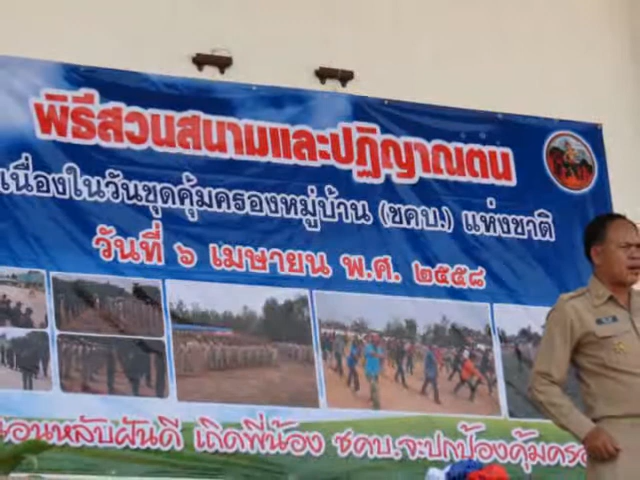 พิธีสวนสนามและปฏิญาณตน
เนื่องในวันชุดคุ้มครองหมู่บ้าน (ชคบ.) แห่งชาติ
วันที่ ๖ เมษายน พ.ศ. ๒๕๕๘
นอนหลับฝันดี เถิดพี่น้อง ชคบ.จะปกป้องคุ้มครอง